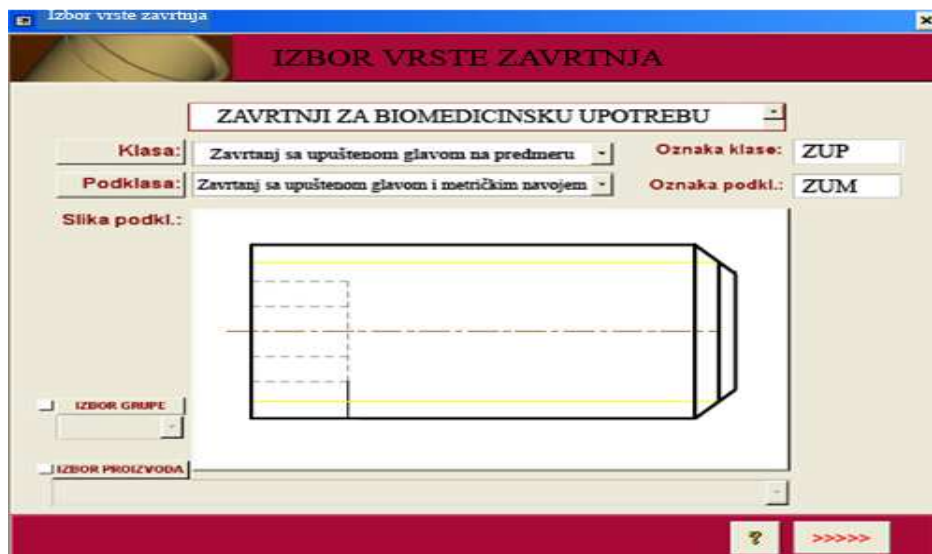 Izbor vrste zavrtnja
IZBOR VRSTE ZAVRTNJA
ZAVRTNJI ZA BIOMEDICINSKU UPOTREBU
Klasa: Zavrtanj sa upuštenom glavom na predmeru Oznaka klase: ZUP
Podklasa: Zavrtanj sa upuštenom glavom i metričkim navojem Oznaka podkl.: ZUM
Slika podkl.:
IZBOR GRUPE
IZBOR PROIZVODA
? >>>>>